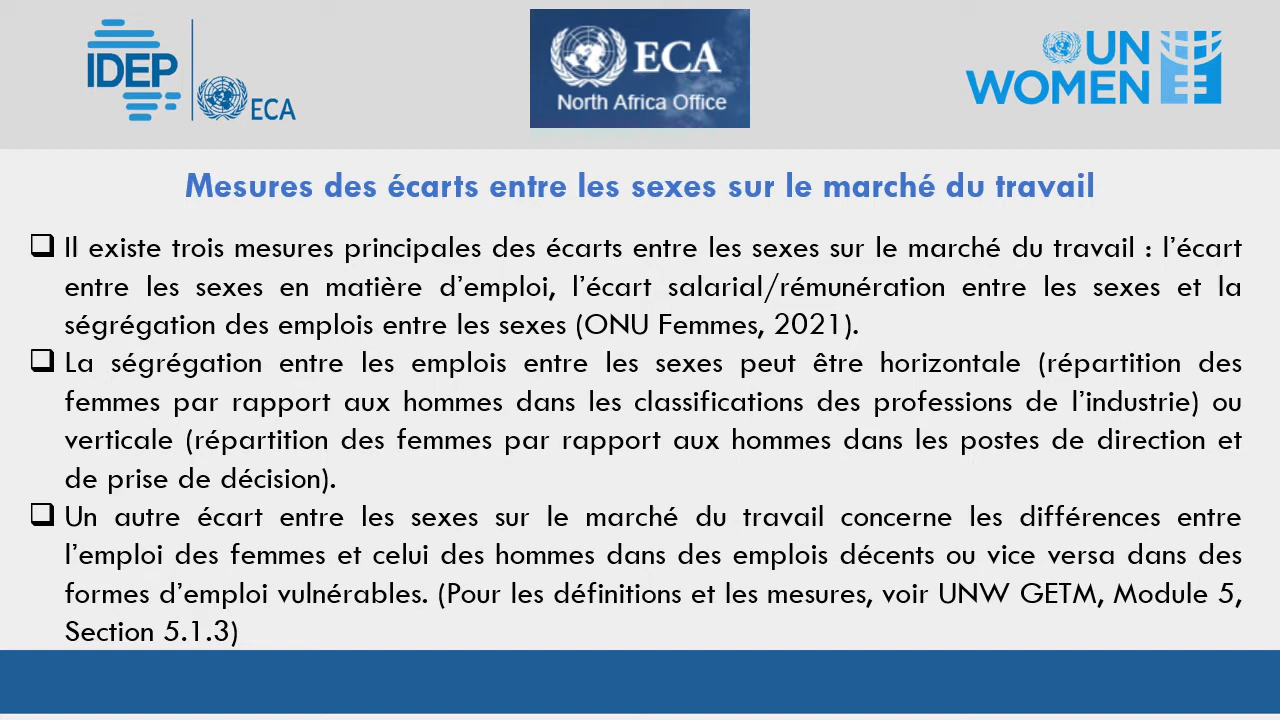 IDEP
ECA
ECA
North Africa Office
UN
WOMEN
Mesures des écarts entre les sexes sur le marché du travail
Il existe trois mesures principales des écarts entre les sexes sur le marché du travail : l’écart
entre les sexes en matière d’emploi, l’écart salarial/rémunération entre les sexes et la
ségrégation des emplois entre les sexes (ONU Femmes, 2021).
La ségrégation entre les emplois entre les sexes peut être horizontale (répartition des
femmes par rapport aux hommes dans les classifications des professions de l’industrie) ou
verticale (répartition des femmes par rapport aux hommes dans les postes de direction et
de prise de décision).
Un autre écart entre les sexes sur le marché du travail concerne les différences entre
l’emploi des femmes et celui des hommes dans des emplois décents ou vice versa dans des
formes d’emploi vulnérables. (Pour les définitions et les mesures, voir UNW GETM, Module 5,
Section 5.1.3)